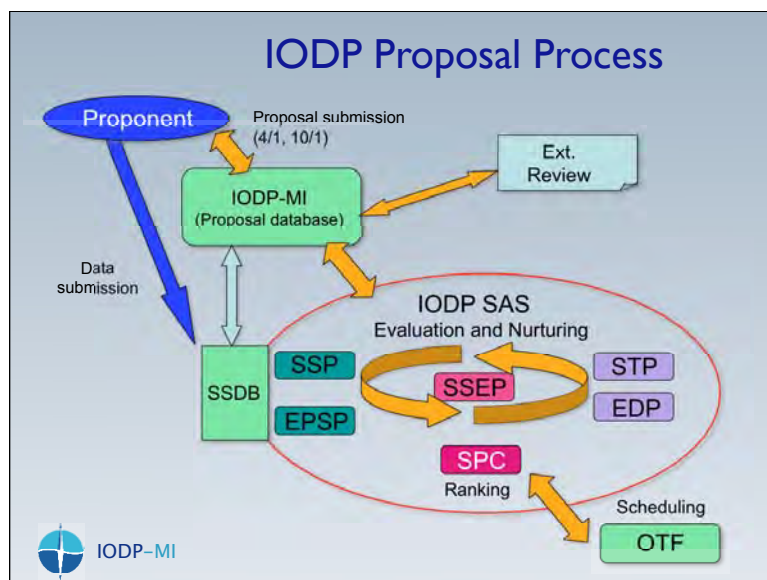 IODP Proposal Process
Proponent
Proposal submission
(4/1, 10/1)
Ext.
Review
IODP-MI
(Proposal database)
Data
submission
IODP SAS
Evaluation and Nurturing
SSDB
SSP
EPSP
SSEP
STP
EDP
SPC
Ranking
Scheduling
OTF
IODP-MI